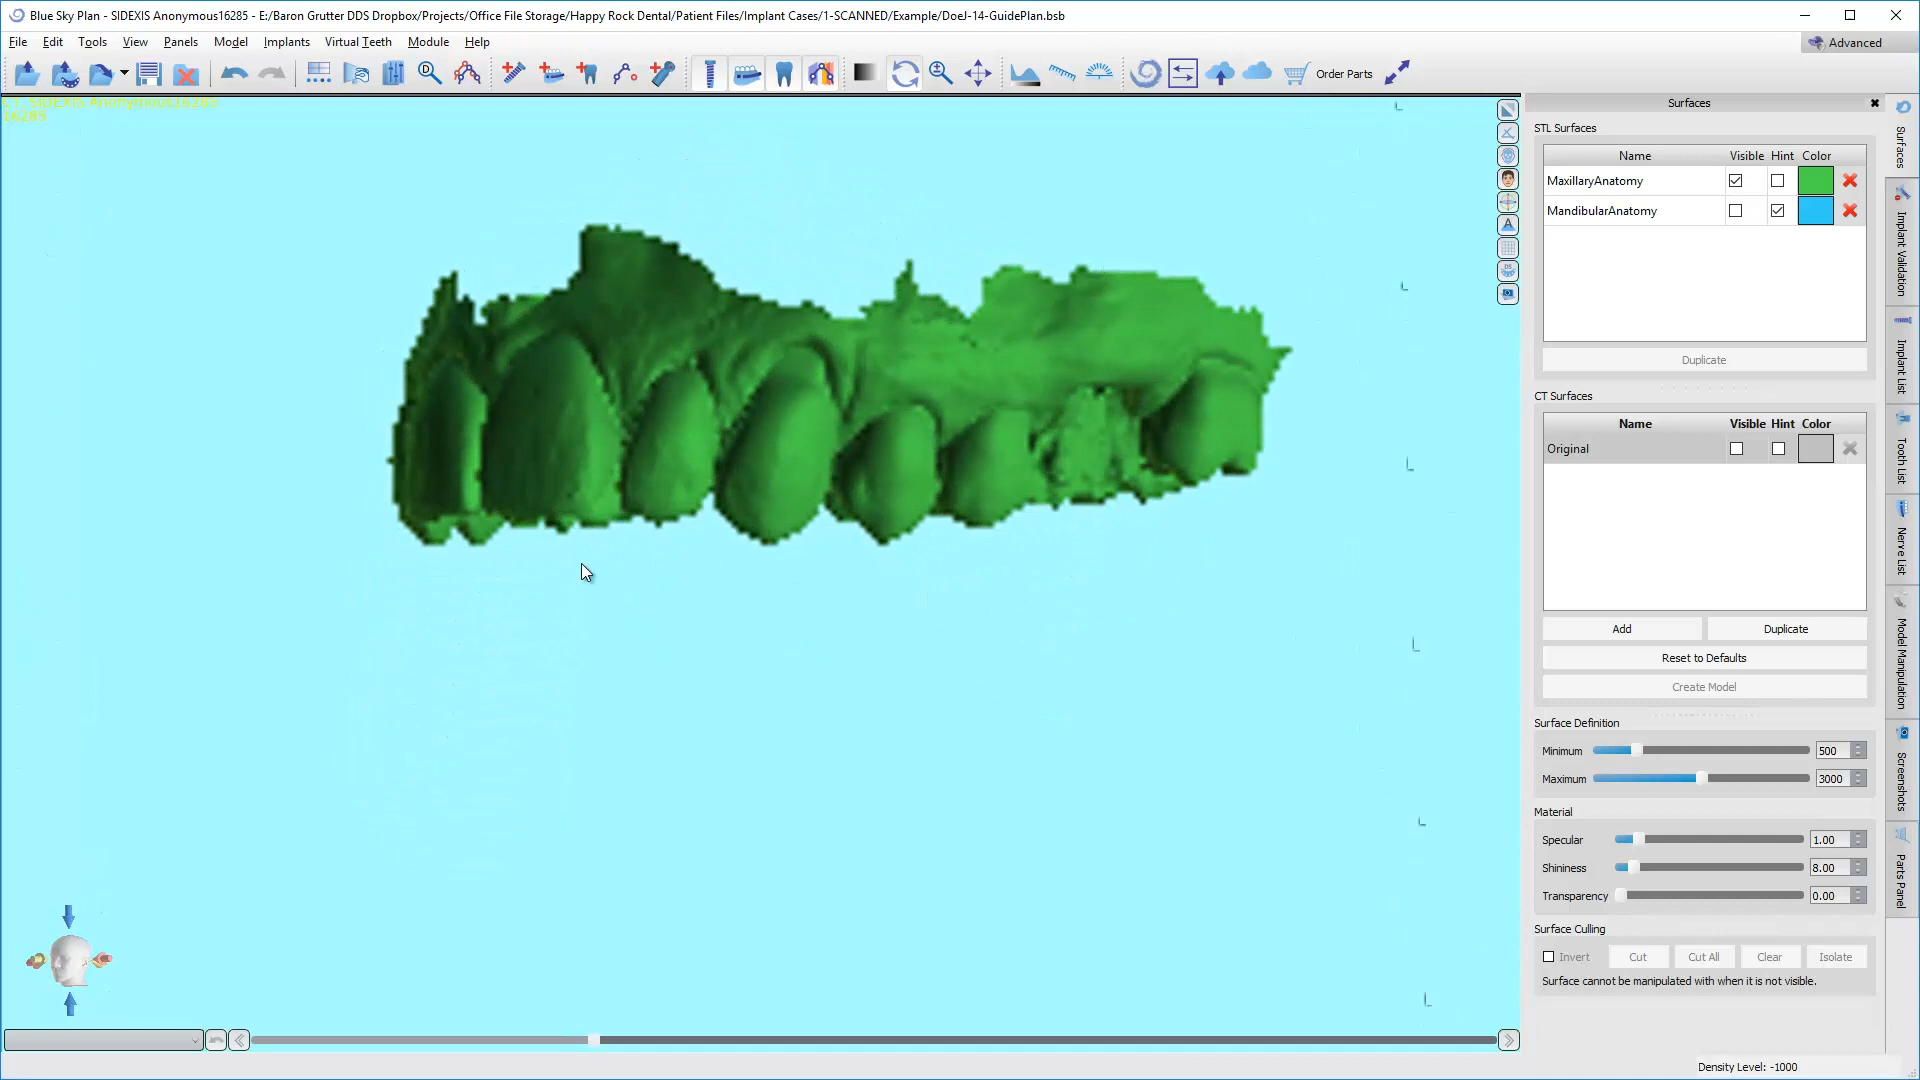 Blue Sky Plan - SIDEXIS Anonymous16285 - E:/Baron Grutter DDS Dropbox/Projects/Office File Storage/Happy Rock Dental/Patient Files/Implant Cases/1-SCANNED/Example/DoeJ-14-GuidePlan.bsb
File Edit Tools View Panels Model Implants Virtual Teeth Module Help
Advanced
Order Parts
CT, SIDEXIS Anonymous16285
16285
Surfaces
STL Surfaces
Name Visible Hint Color
MaxillaryAnatomy
MandibularAnatomy
Duplicate
CT Surfaces
Name Visible Hint Color
Original
Add Duplicate
Reset to Defaults
Create Model
Surface Definition
Minimum 500
Maximum 3000
Material
Specular 1.00
Shininess 8.00
Transparency 0.00
Surface Culling
Invert Cut Cut All Clear Isolate
Surface cannot be manipulated with when it is not visible.
Surfaces
Implant Validation
Implant List
Tooth List
Nerve List
Model Manipulation
Screenshots
Parts Panel
Density Level: -1000